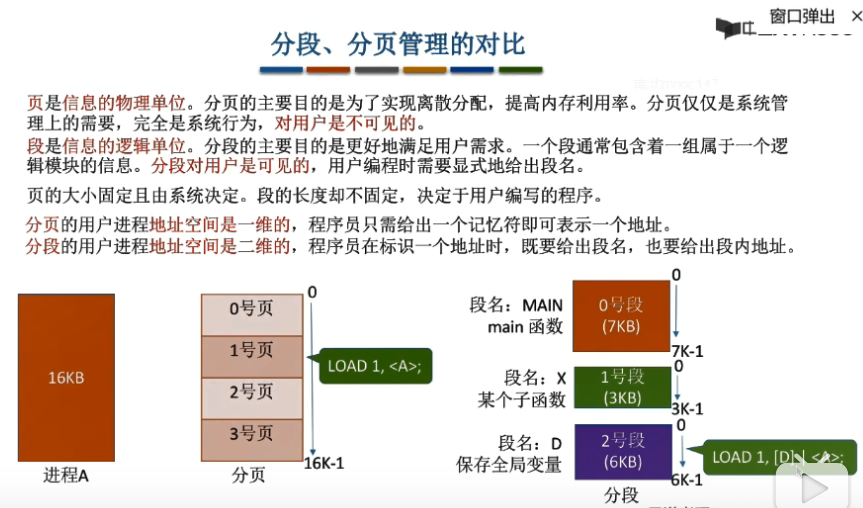 窗口弹出 ×
分段、分页管理的对比
页是信息的物理单位。分页的主要目的是为了实现离散分配，提高内存利用率。分页仅仅是系统管
理上的需要，完全是系统行为，对用户是不可见的。
段是信息的逻辑单位。分段的主要目的是更好地满足用户需求。一个段通常包含着一组属于一个逻
辑模块的信息。分段对用户是可见的，用户编程时需要显式地给出段名。
页的大小固定且由系统决定。段的长度却不固定，决定于用户编写的程序。
分页的用户进程地址空间是一维的，程序员只需给出一个记忆符即可表示一个地址。
分段的用户进程地址空间是二维的，程序员在标识一个地址时，既要给出段名，也要给出段内地址。
16KB
进程A
0
0号页
1号页
2号页
3号页
16K-1
分页
LOAD 1, <A>;
段名：MAIN
main 函数
0号段
(7KB)
0
7K-1
段名：X
某个子函数
1号段
(3KB)
0
3K-1
段名：D
保存全局变量
2号段
(6KB)
0
6K-1
LOAD 1, [D] | <A>;
分段